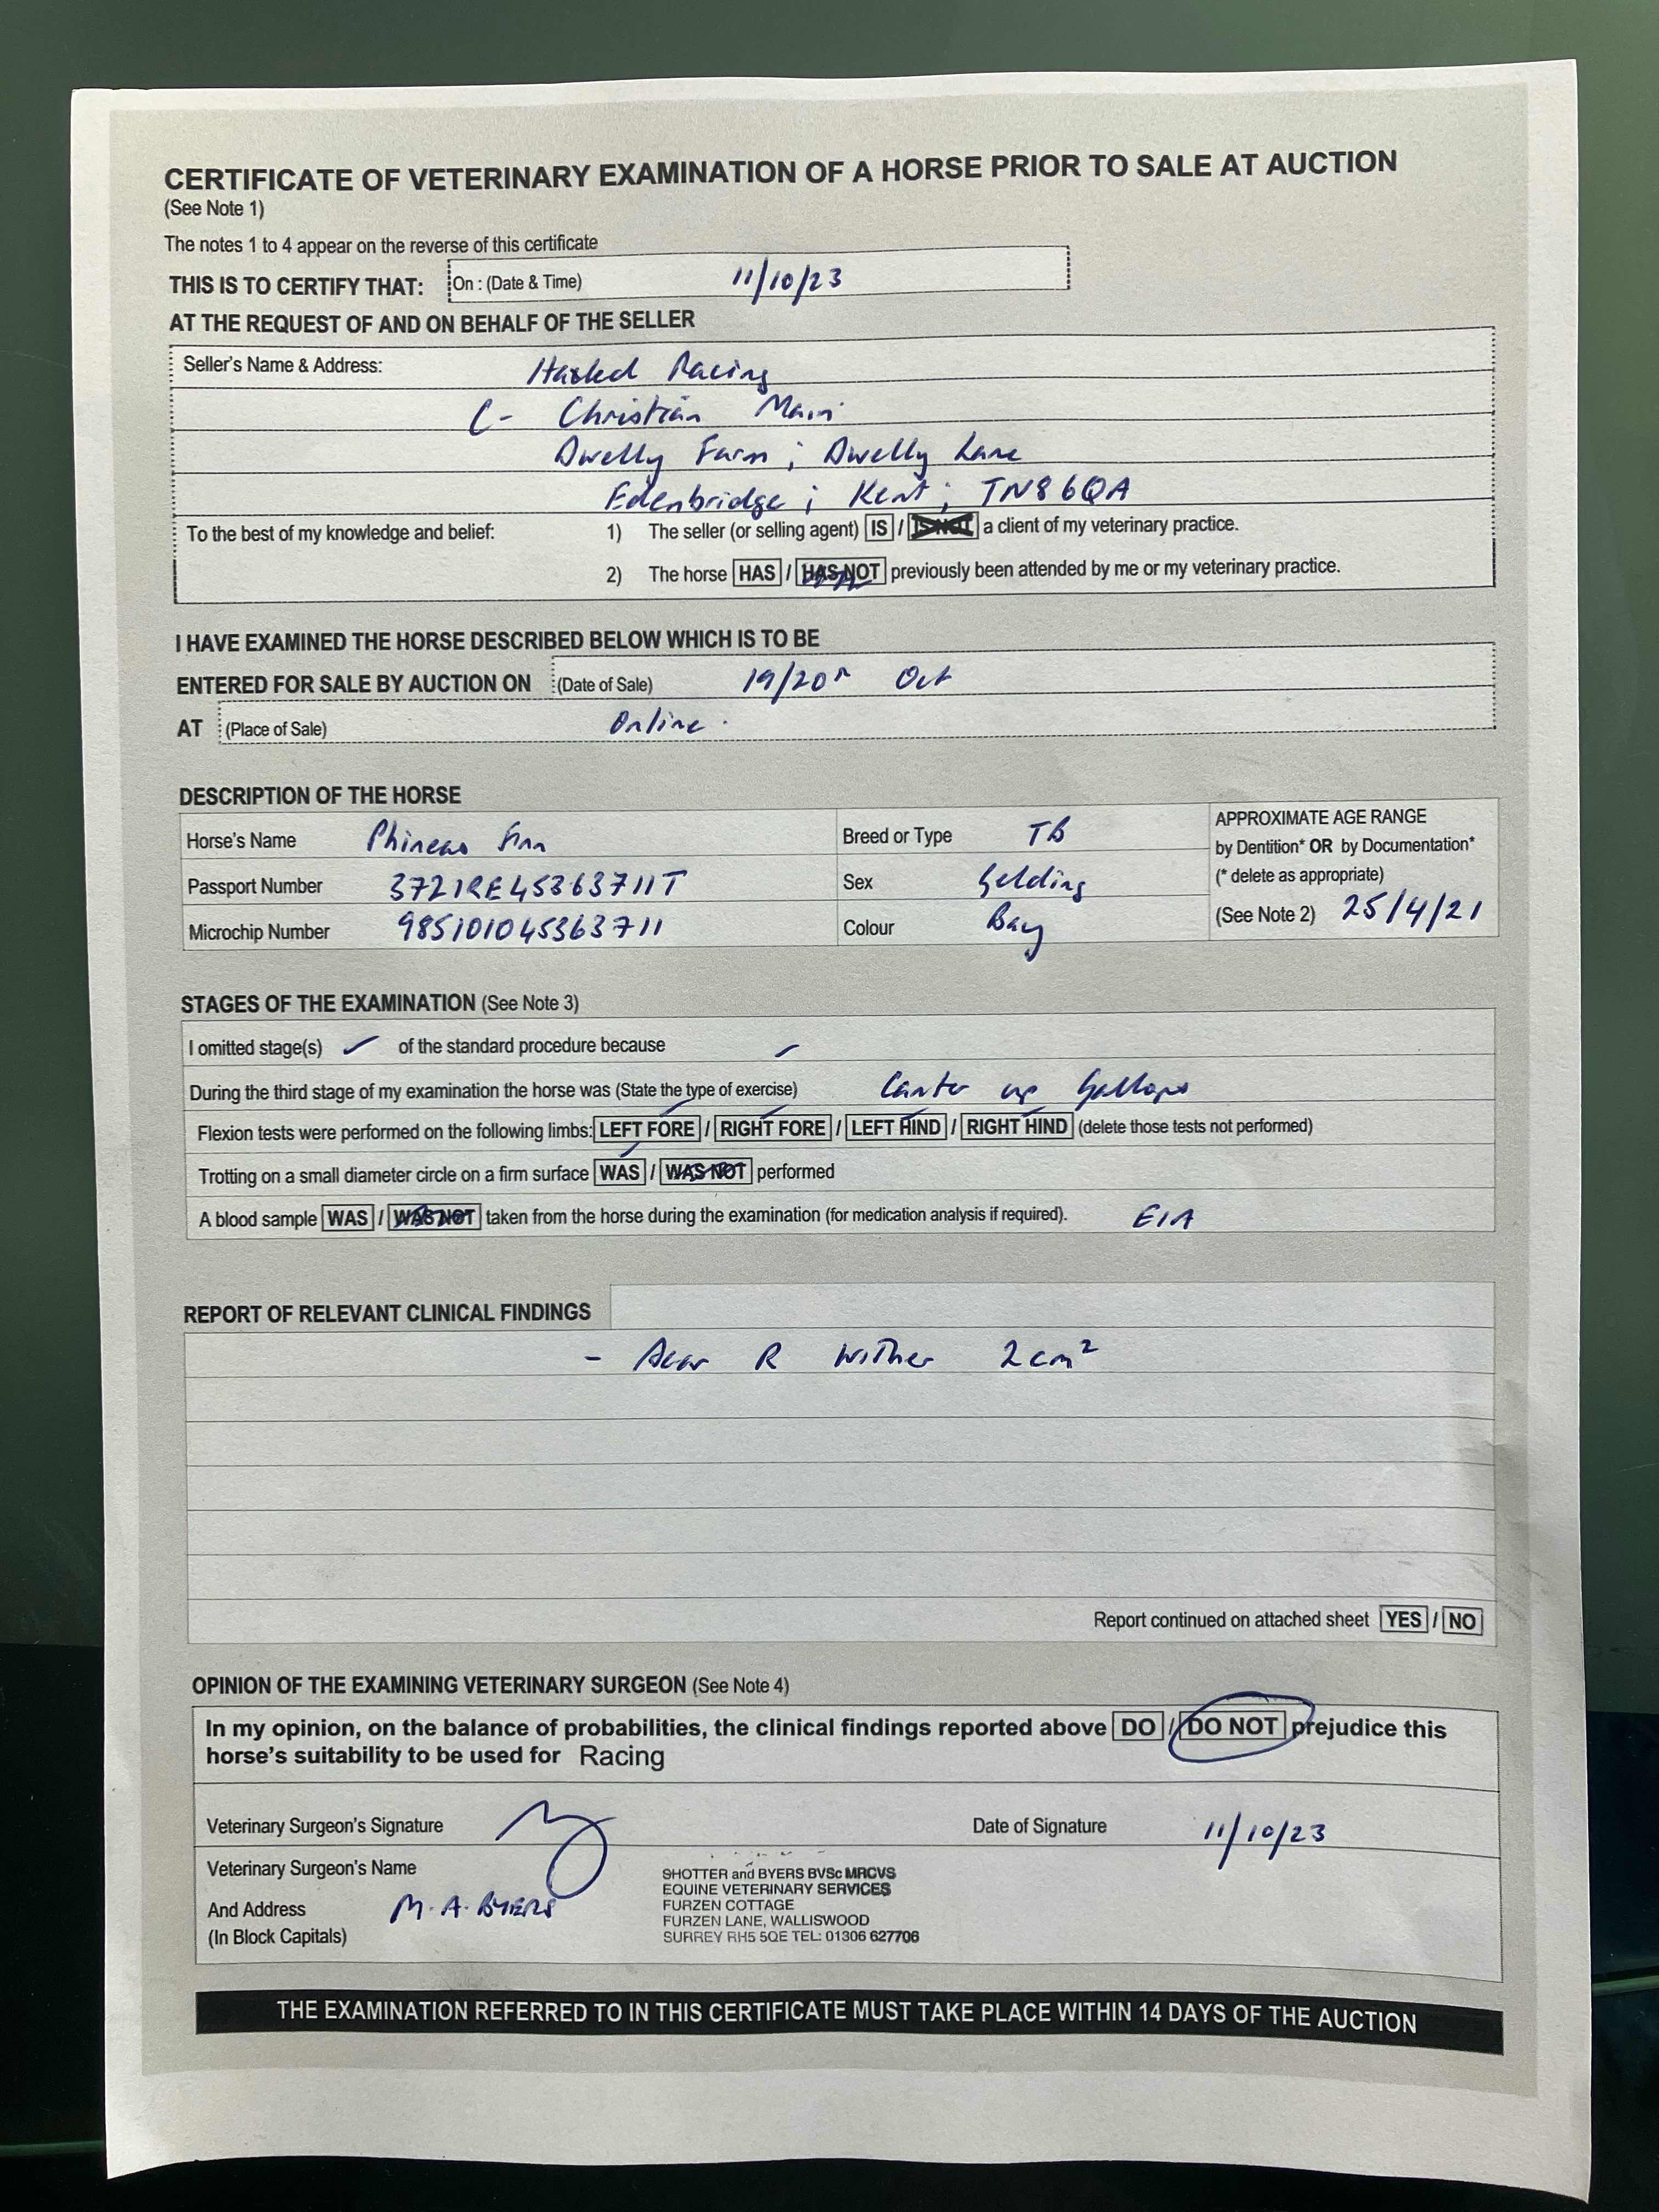 CERTIFICATE OF VETERINARY EXAMINATION OF A HORSE PRIOR TO SALE AT AUCTION
(See Note 1)
The notes 1 to 4 appear on the reverse of this certificate
THIS IS TO CERTIFY THAT: On : (Date & Time) 11/10/23
AT THE REQUEST OF AND ON BEHALF OF THE SELLER
Seller's Name & Address: Racing
Christian Main
Dwelly Farm ; Dwelly Lane
Edenbridge ; Kent ; TN8 6QA
To the best of my knowledge and belief: 1) The seller (or selling agent) IS / IS NOT a client of my veterinary practice.
2) The horse HAS / HAS NOT previously been attended by me or my veterinary practice.
I HAVE EXAMINED THE HORSE DESCRIBED BELOW WHICH IS TO BE
ENTERED FOR SALE BY AUCTION ON (Date of Sale) 19/20 Oct
AT (Place of Sale) Online.
DESCRIPTION OF THE HORSE
Horse's Name Phineas Finn Breed or Type TB APPROXIMATE AGE RANGE
by Dentition* OR by Documentation*
Passport Number 372IRE45363711T Sex Gelding (* delete as appropriate)
Microchip Number 985101045363711 Colour Bay (See Note 2) 25/4/21
STAGES OF THE EXAMINATION (See Note 3)
I omitted stage(s) of the standard procedure because
During the third stage of my examination the horse was (State the type of exercise) Canter up Gallops
Flexion tests were performed on the following limbs: LEFT FORE / RIGHT FORE / LEFT HIND / RIGHT HIND (delete those tests not performed)
Trotting on a small diameter circle on a firm surface WAS / WAS NOT performed
A blood sample WAS / WAS NOT taken from the horse during the examination (for medication analysis if required). EIA
REPORT OF RELEVANT CLINICAL FINDINGS
- Scar R Wither 2cm²
Report continued on attached sheet YES / NO
OPINION OF THE EXAMINING VETERINARY SURGEON (See Note 4)
In my opinion, on the balance of probabilities, the clinical findings reported above DO / DO NOT prejudice this
horse's suitability to be used for Racing
Veterinary Surgeon's Signature Date of Signature 11/10/23
Veterinary Surgeon's Name
And Address M.A. BYERS
(In Block Capitals)
SHOTTER and BYERS BVSc MRCVS
EQUINE VETERINARY SERVICES
FURZEN COTTAGE
FURZEN LANE, WALLISWOOD
SURREY RH5 5QE TEL: 01306 627706
THE EXAMINATION REFERRED TO IN THIS CERTIFICATE MUST TAKE PLACE WITHIN 14 DAYS OF THE AUCTION